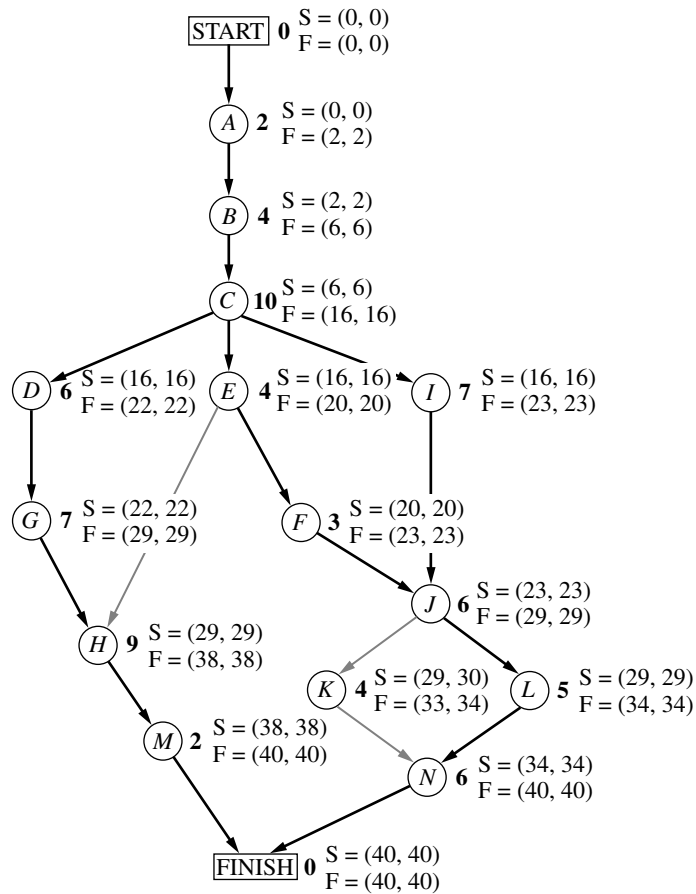 START 0 S = (0, 0)
F = (0, 0)
A 2 S = (0, 0)
F = (2, 2)
B 4 S = (2, 2)
F = (6, 6)
C 10 S = (6, 6)
F = (16, 16)
D 6 S = (16, 16)
F = (22, 22)
E 4 S = (16, 16)
F = (20, 20)
I 7 S = (16, 16)
F = (23, 23)
G 7 S = (22, 22)
F = (29, 29)
F 3 S = (20, 20)
F = (23, 23)
J 6 S = (23, 23)
F = (29, 29)
H 9 S = (29, 29)
F = (38, 38)
K 4 S = (29, 30)
F = (33, 34)
L 5 S = (29, 29)
F = (34, 34)
M 2 S = (38, 38)
F = (40, 40)
N 6 S = (34, 34)
F = (40, 40)
FINISH 0 S = (40, 40)
F = (40, 40)